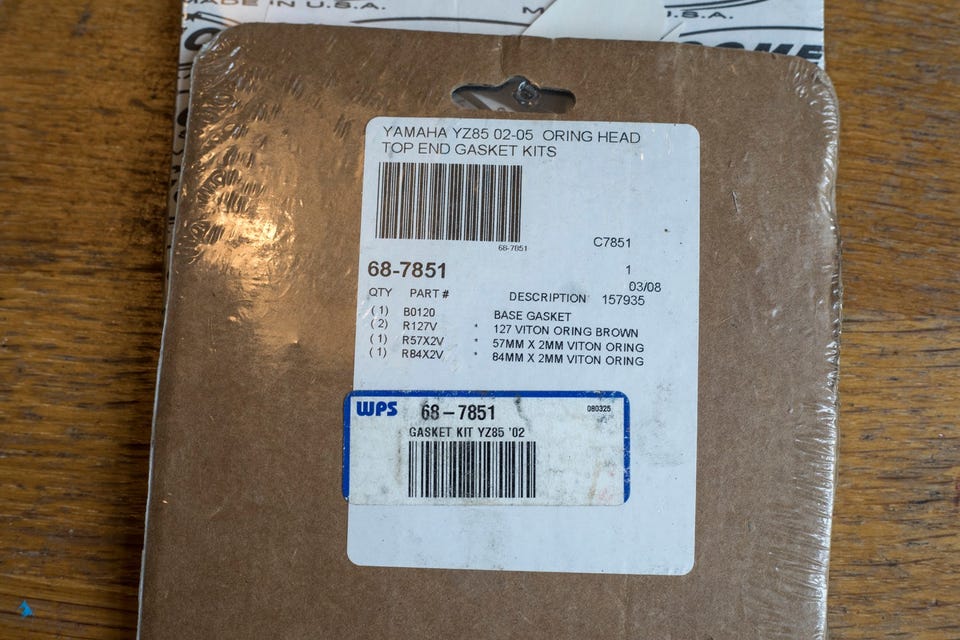 MADE IN U.S.A.
U.S.A.
YAMAHA YZ85 02-05 ORING HEAD
TOP END GASKET KITS
68-7851
C7851
68-7851
1
03/08
QTY PART # DESCRIPTION 157935
(1) B0120 BASE GASKET
(2) R127V * 127 VITON ORING BROWN
(1) R57X2V * 57MM X 2MM VITON ORING
(1) R84X2V * 84MM X 2MM VITON ORING
WPS 68-7851 080325
GASKET KIT YZ85 '02